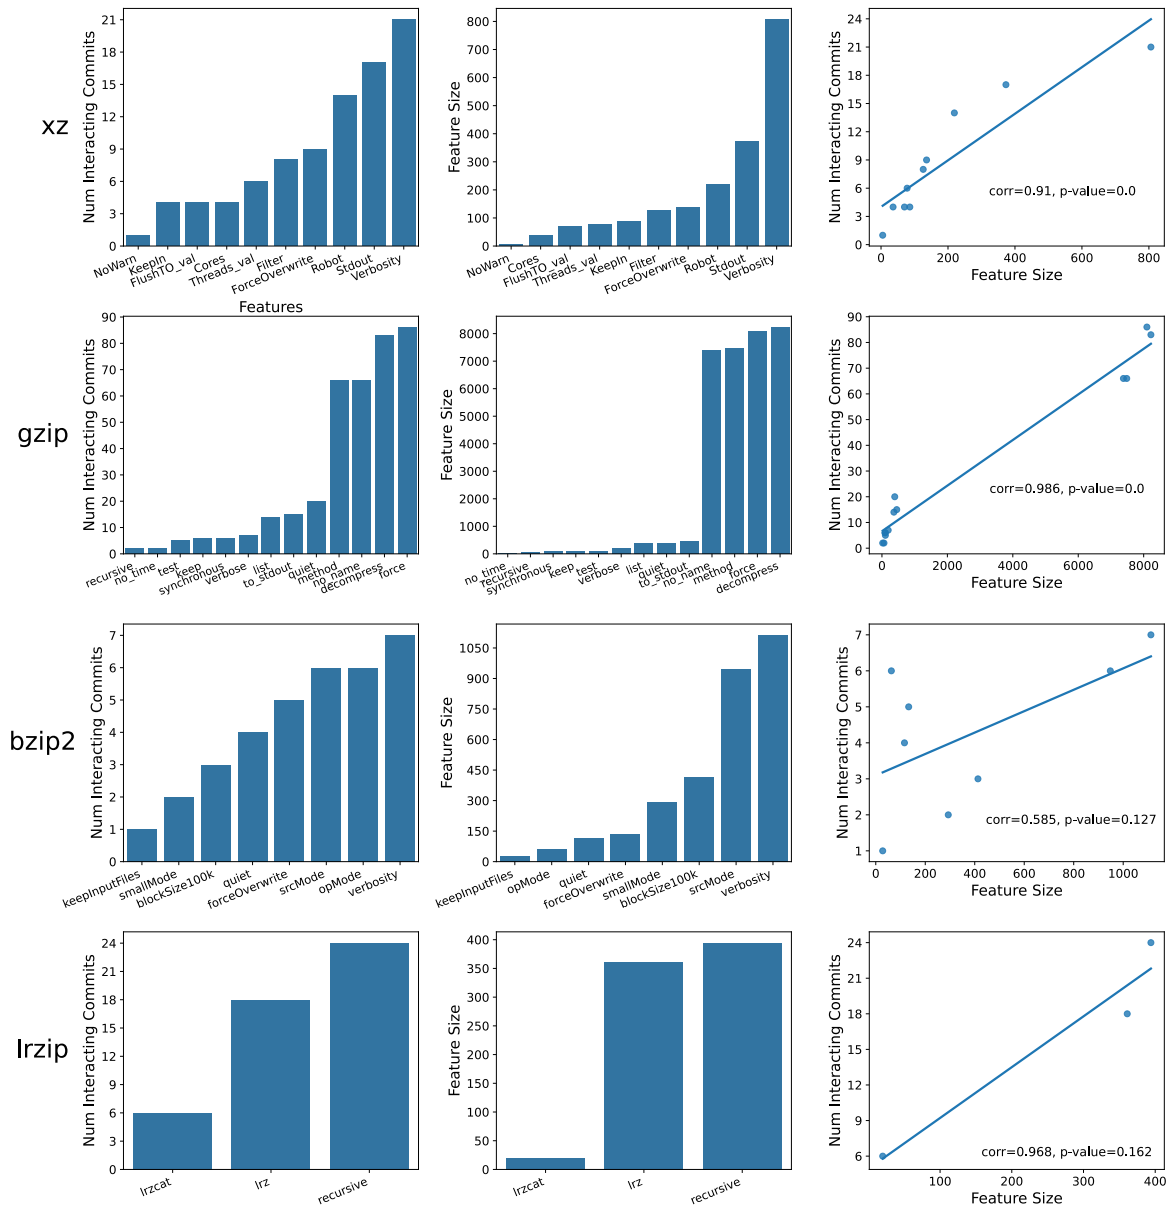 xz
Num Interacting Commits
21
18
15
12
9
6
3
0
NoWarn
KeepIn
FlushTO_val
Cores
Threads_val
Filter
ForceOverwrite
Robot
Stdout
Verbosity
Features
Feature Size
800
700
600
500
400
300
200
100
0
NoWarn
Cores
FlushTO_val
Threads_val
KeepIn
Filter
ForceOverwrite
Robot
Stdout
Verbosity
Num Interacting Commits
24
21
18
15
12
9
6
3
0
corr=0.91, p-value=0.0
0 200 400 600 800
Feature Size
gzip
Num Interacting Commits
90
80
70
60
50
40
30
20
10
0
recursive
no_time
test
keep
synchronous
verbose
list
to_stdout
quiet
method
no_name
decompress
force
Feature Size
8000
7000
6000
5000
4000
3000
2000
1000
0
no_time
recursive
synchronous
keep
test
verbose
list
quiet
to_stdout
no_name
method
force
decompress
Num Interacting Commits
90
80
70
60
50
40
30
20
10
0
corr=0.986, p-value=0.0
0 2000 4000 6000 8000
Feature Size
bzip2
Num Interacting Commits
7
6
5
4
3
2
1
0
keepInputFiles
smallMode
blockSize100k
quiet
forceOverwrite
srcMode
opMode
verbosity
Feature Size
1050
900
750
600
450
300
150
0
keepInputFiles
opMode
quiet
forceOverwrite
smallMode
blockSize100k
srcMode
verbosity
Num Interacting Commits
7
6
5
4
3
2
1
corr=0.585, p-value=0.127
0 200 400 600 800 1000
Feature Size
lrzip
Num Interacting Commits
24
21
18
15
12
9
6
3
0
lrzcat
lrz
recursive
Feature Size
400
350
300
250
200
150
100
50
0
lrzcat
lrz
recursive
Num Interacting Commits
24
21
18
15
12
9
6
corr=0.968, p-value=0.162
100 200 300 400
Feature Size